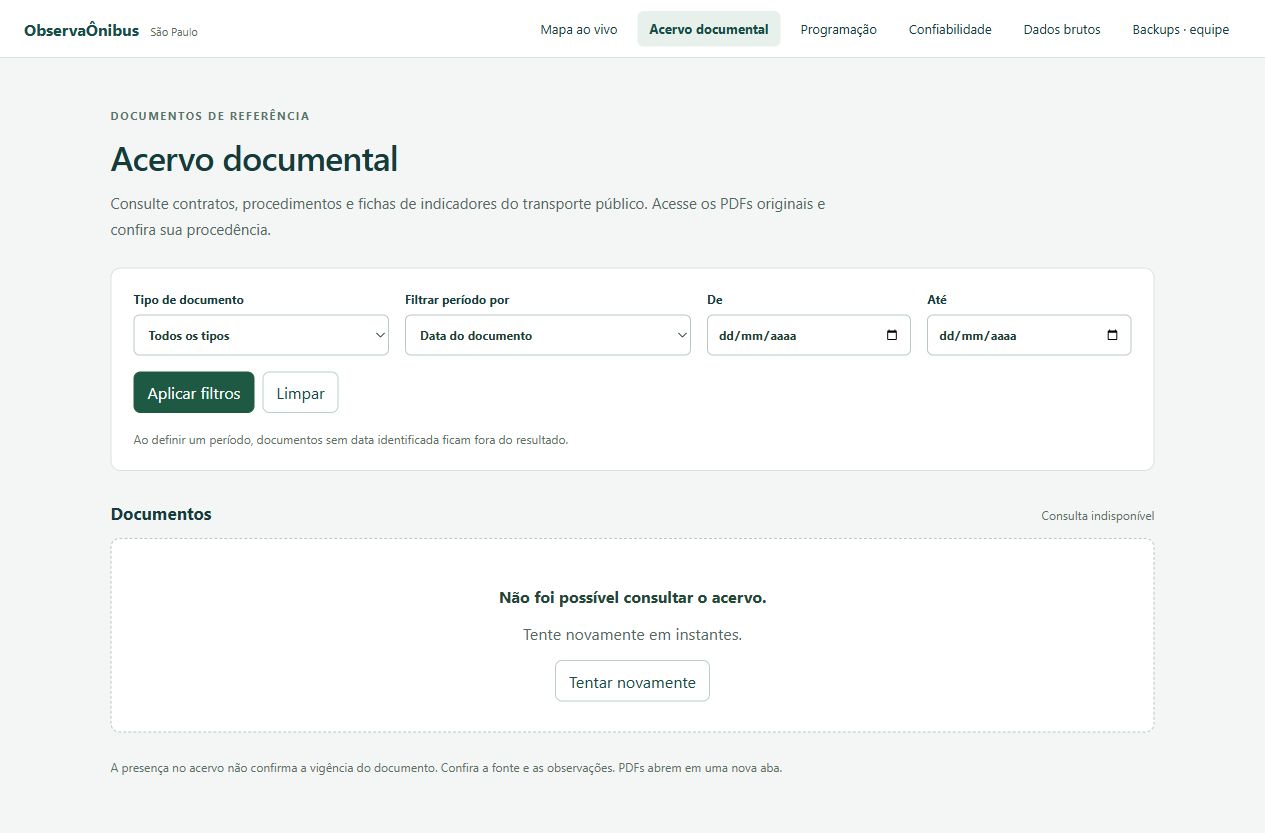 ObservaÔnibus São Paulo
Mapa ao vivo
Acervo documental
Programação
Confiabilidade
Dados brutos
Backups · equipe
DOCUMENTOS DE REFERÊNCIA
Acervo documental
Consulte contratos, procedimentos e fichas de indicadores do transporte público. Acesse os PDFs originais e
confira sua procedência.
Tipo de documento
Todos os tipos
Filtrar período por
Data do documento
De
dd/mm/aaaa
Até
dd/mm/aaaa
Aplicar filtros
Limpar
Ao definir um período, documentos sem data identificada ficam fora do resultado.
Documentos
Consulta indisponível
Não foi possível consultar o acervo.
Tente novamente em instantes.
Tentar novamente
A presença no acervo não confirma a vigência do documento. Confira a fonte e as observações. PDFs abrem em uma nova aba.